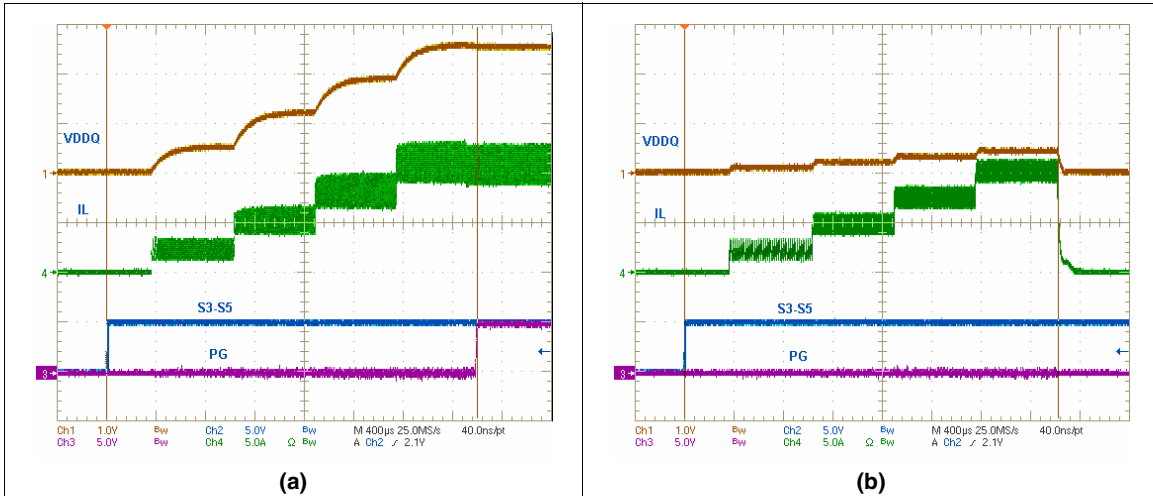 VDDQ
1
IL
4
S3-S5
PG
3
Ch1 1.0V Bw Ch2 5.0V Bw M 400µs 25.0MS/s 40.0ns/pt
Ch3 5.0V Bw Ch4 5.0A Ω Bw A Ch2 ∫ 2.1V
(a)
VDDQ
1
IL
4
S3-S5
PG
3
Ch1 1.0V Bw Ch2 5.0V Bw M 400µs 25.0MS/s 40.0ns/pt
Ch3 5.0V Bw Ch4 5.0A Ω Bw A Ch2 ∫ 2.1V
(b)